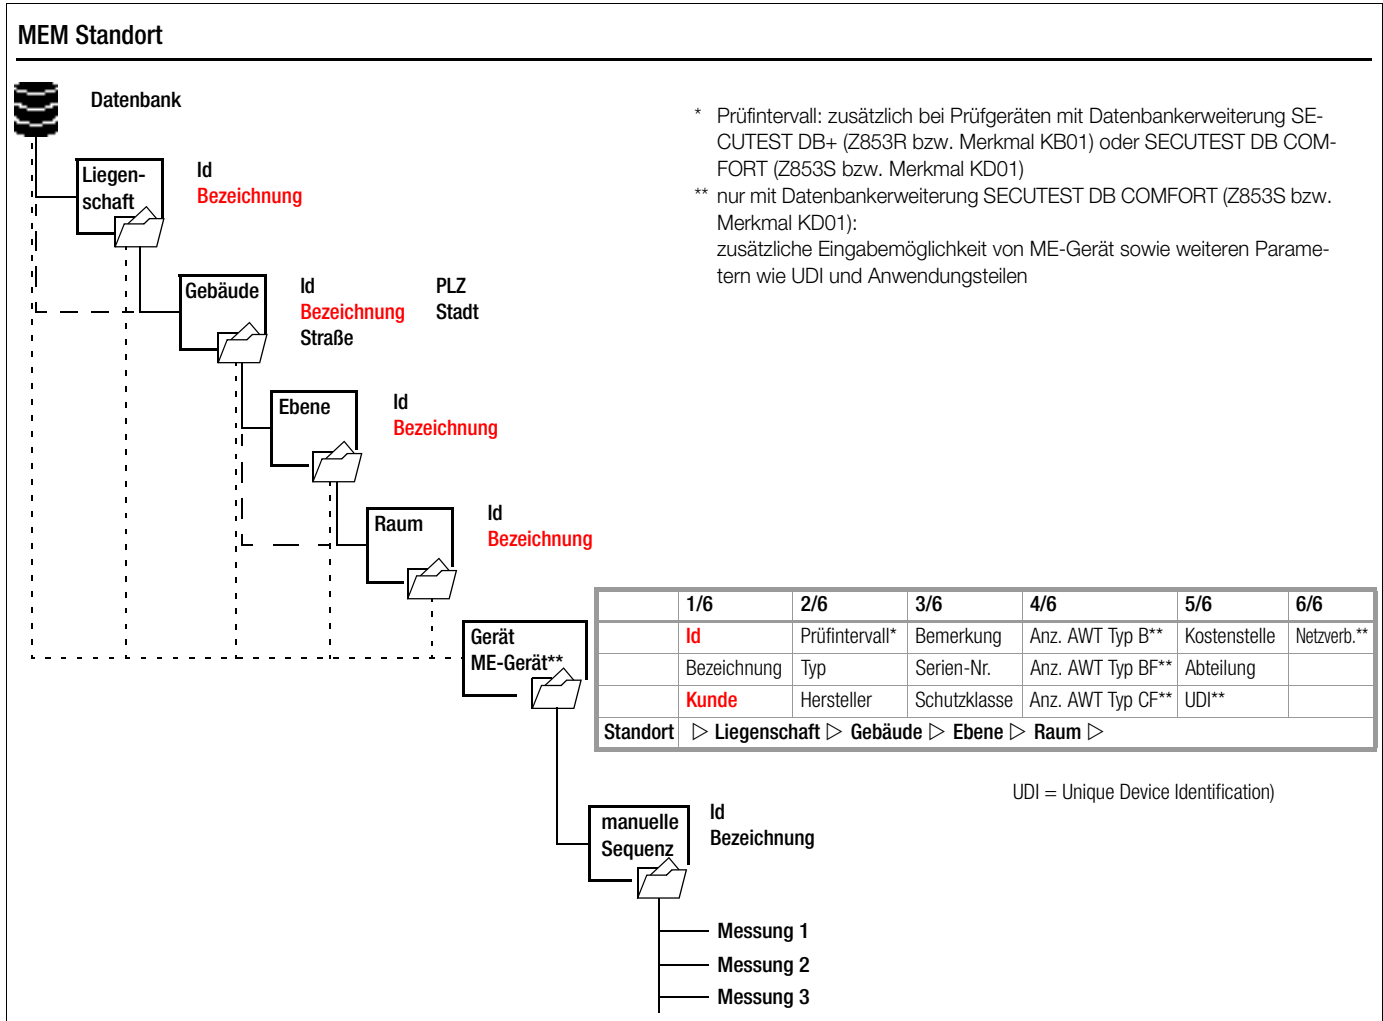 MEM Standort
Datenbank
* Prüfintervall: zusätzlich bei Prüfgeräten mit Datenbankerweiterung SE-
CUTEST DB+ (Z853R bzw. Merkmal KB01) oder SECUTEST DB COM-
FORT (Z853S bzw. Merkmal KD01)
** nur mit Datenbankerweiterung SECUTEST DB COMFORT (Z853S bzw.
Merkmal KD01):
zusätzliche Eingabemöglichkeit von ME-Gerät sowie weiteren Parame-
tern wie UDI und Anwendungsteilen
Liegen-
schaft
Id
Bezeichnung
Gebäude
Id
Bezeichnung
Straße
PLZ
Stadt
Ebene
Id
Bezeichnung
Raum
Id
Bezeichnung
Gerät
ME-Gerät**
1/6 2/6 3/6 4/6 5/6 6/6
Id Prüfintervall* Bemerkung Anz. AWT Typ B** Kostenstelle Netzverb.**
Bezeichnung Typ Serien-Nr. Anz. AWT Typ BF** Abteilung
Kunde Hersteller Schutzklasse Anz. AWT Typ CF** UDI**
Standort ▷ Liegenschaft ▷ Gebäude ▷ Ebene ▷ Raum ▷
UDI = Unique Device Identification)
manuelle
Sequenz
Id
Bezeichnung
Messung 1
Messung 2
Messung 3